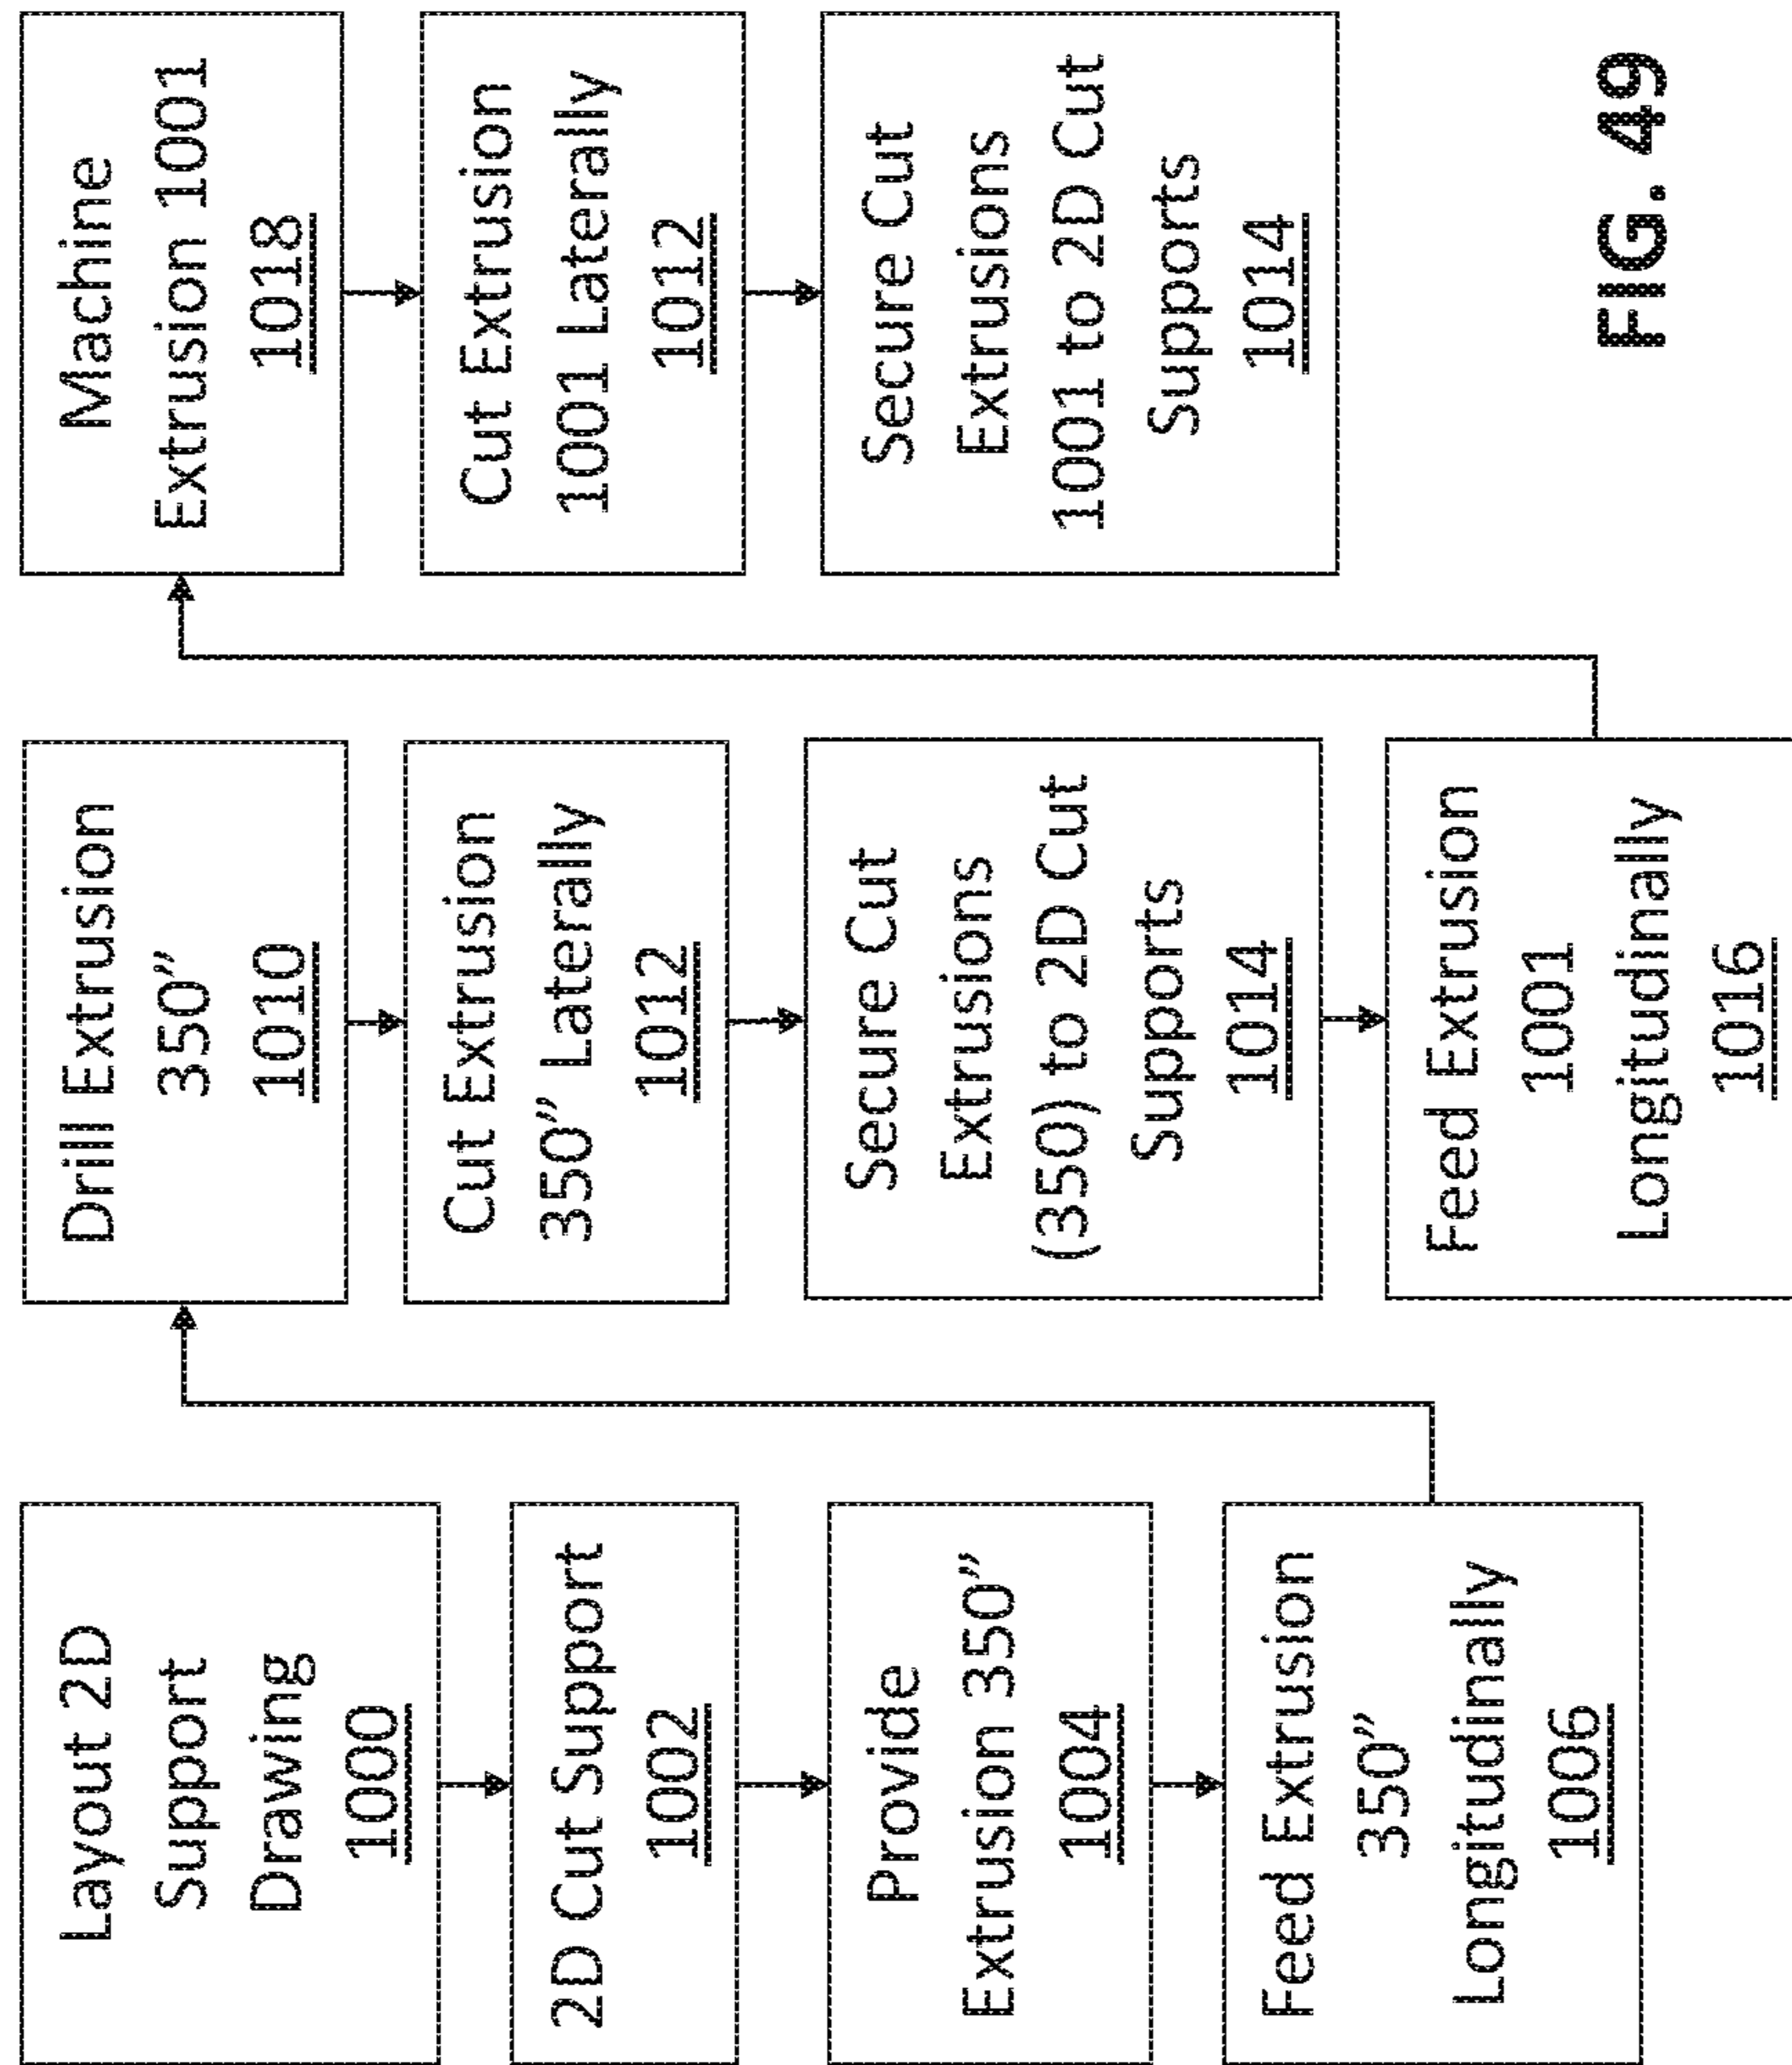 Layout 2D
Support
Drawing
1000
2D Cut Support
1002
Provide
Extrusion 350”
1004
Feed Extrusion
350”
Longitudinally
1006
Drill Extrusion
350”
1010
Cut Extrusion
350” Laterally
1012
Secure Cut
Extrusions
(350) to 2D Cut
Supports
1014
Feed Extrusion
1001
Longitudinally
1016
Machine
Extrusion 1001
1018
Cut Extrusion
1001 Laterally
1012
Secure Cut
Extrusions
1001 to 2D Cut
Supports
1014
FIG. 49